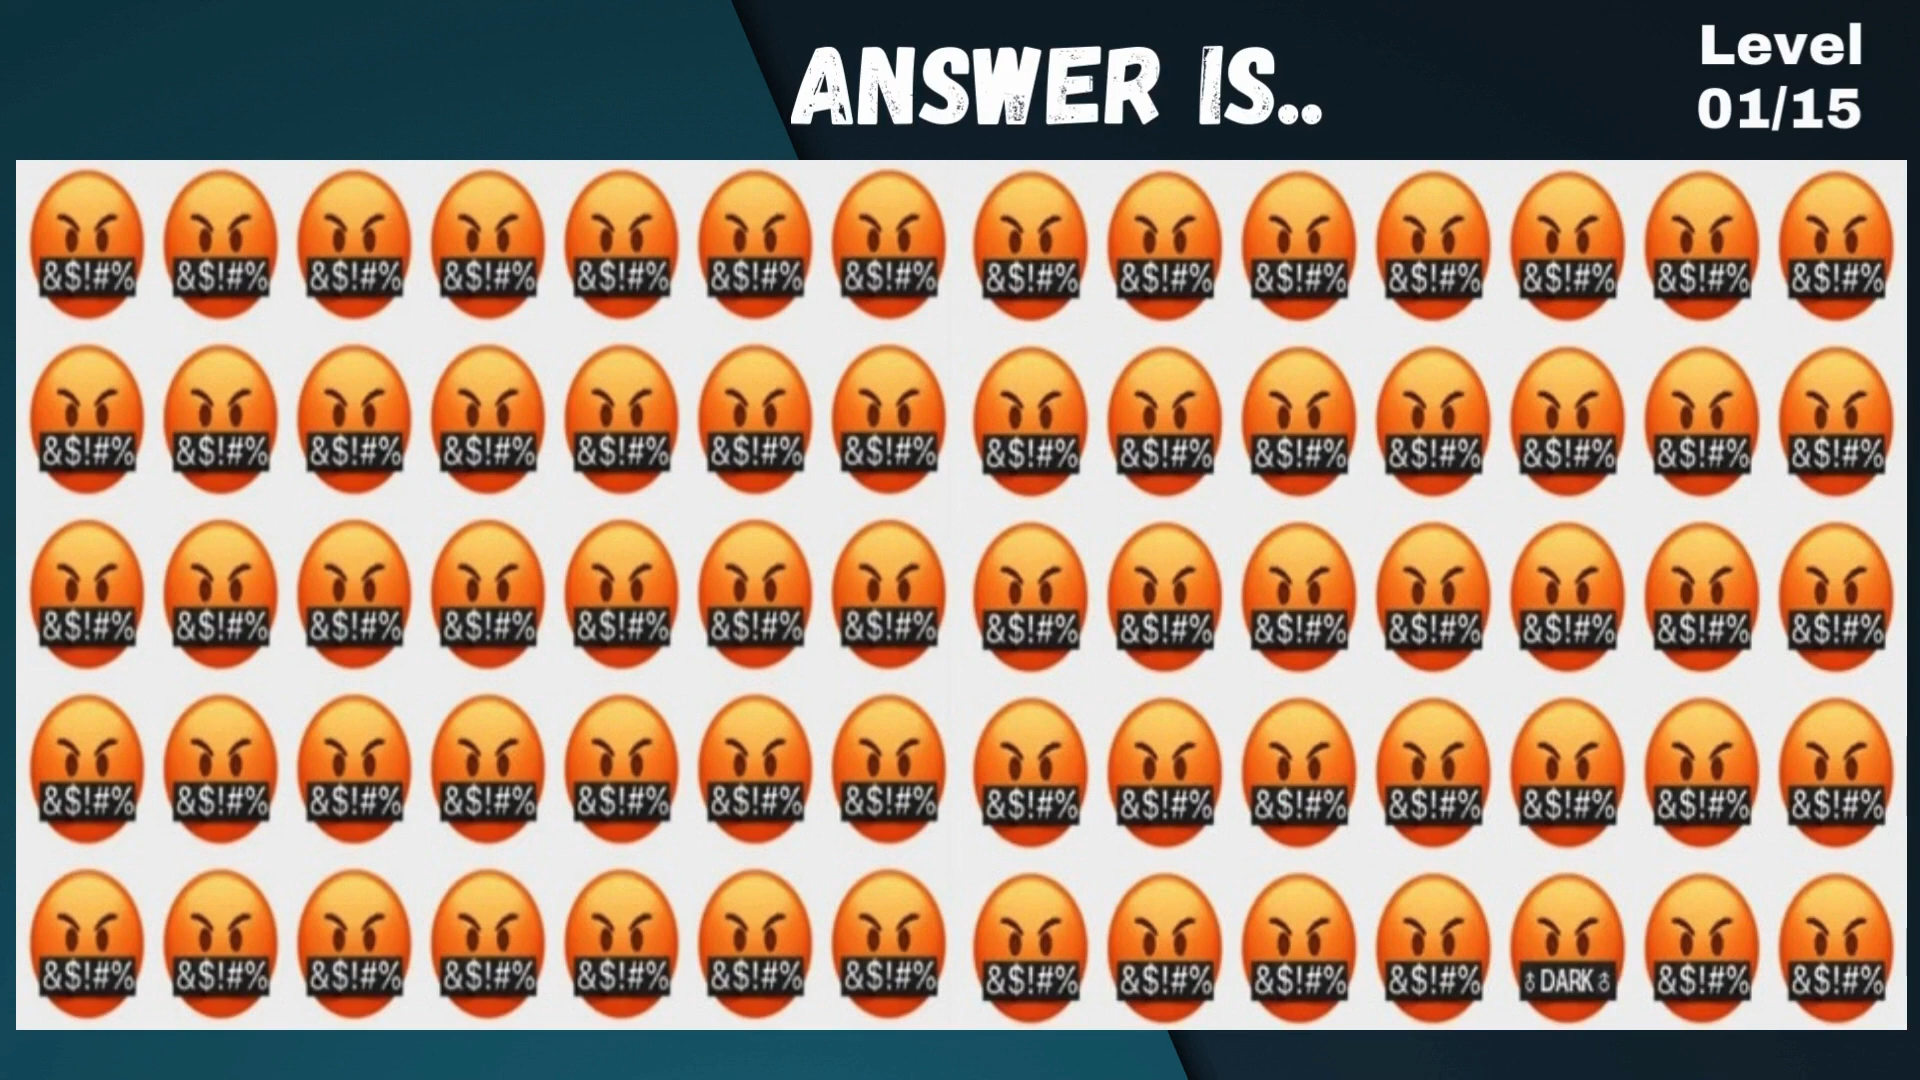 ANSWER IS..
Level
01/15
&$!#% &$!#% &$!#% &$!#% &$!#% &$!#% &$!#% &$!#% &$!#% &$!#% &$!#% &$!#% &$!#% &$!#%
&$!#% &$!#% &$!#% &$!#% &$!#% &$!#% &$!#% &$!#% &$!#% &$!#% &$!#% &$!#% &$!#% &$!#%
&$!#% &$!#% &$!#% &$!#% &$!#% &$!#% &$!#% &$!#% &$!#% &$!#% &$!#% &$!#% &$!#% &$!#%
&$!#% &$!#% &$!#% &$!#% &$!#% &$!#% &$!#% &$!#% &$!#% &$!#% &$!#% &$!#% &$!#% &$!#%
&$!#% &$!#% &$!#% &$!#% &$!#% &$!#% &$!#% &$!#% &$!#% &$!#% &$!#% DARK &$!#% &$!#%